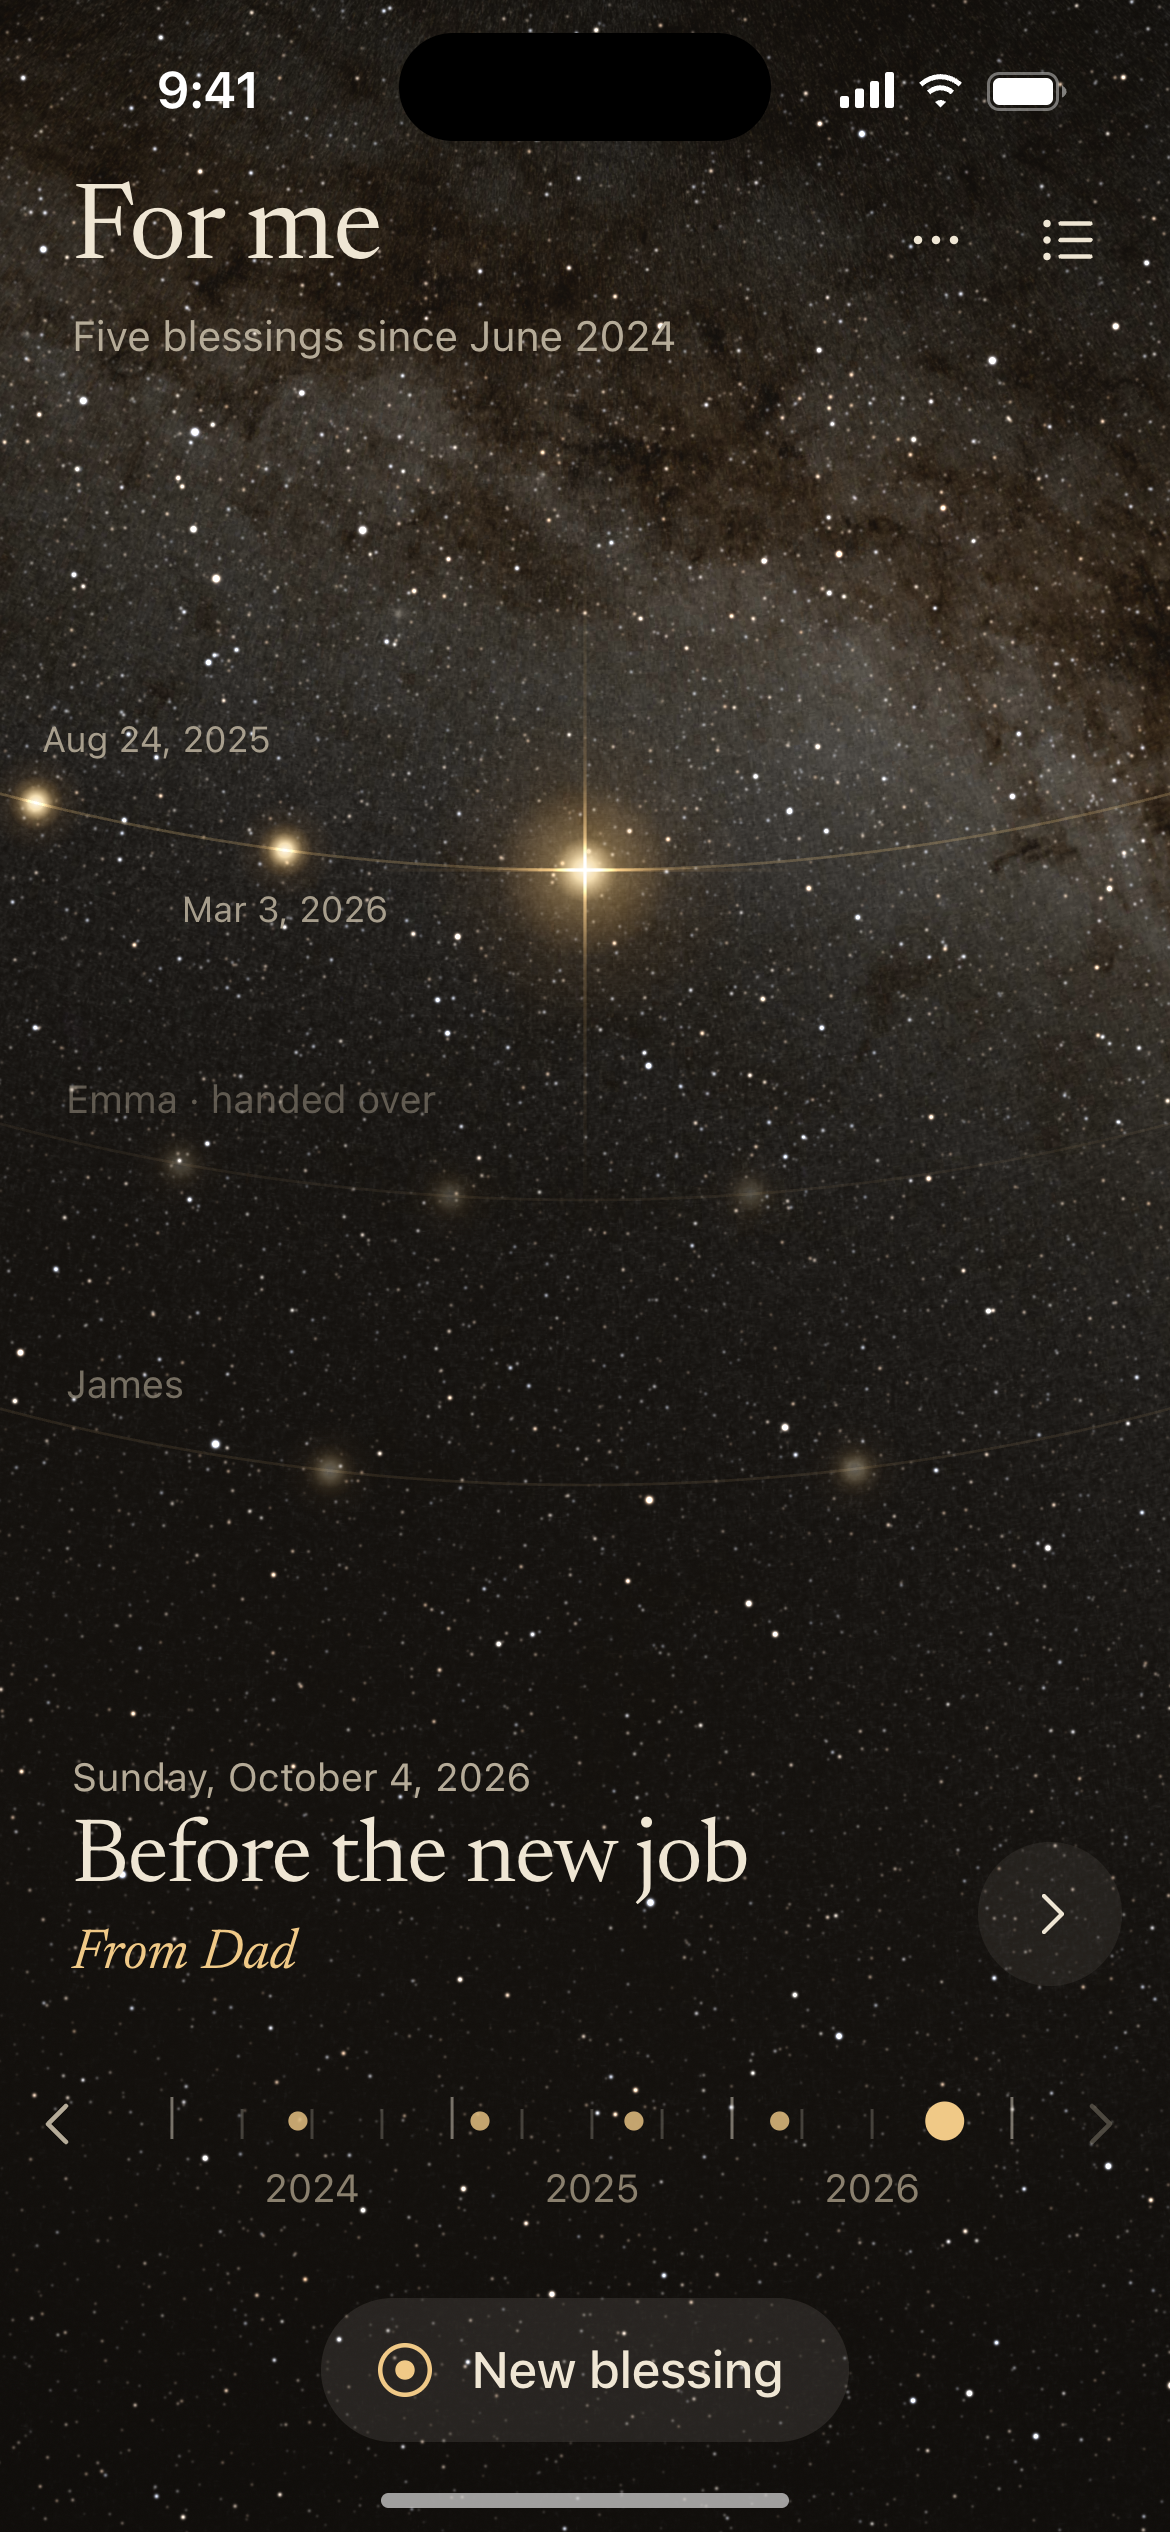 9:41
For me
Five blessings since June 2024
Aug 24, 2025
Mar 3, 2026
Emma · handed over
James
Sunday, October 4, 2026
Before the new job
From Dad
2024 2025 2026
New blessing